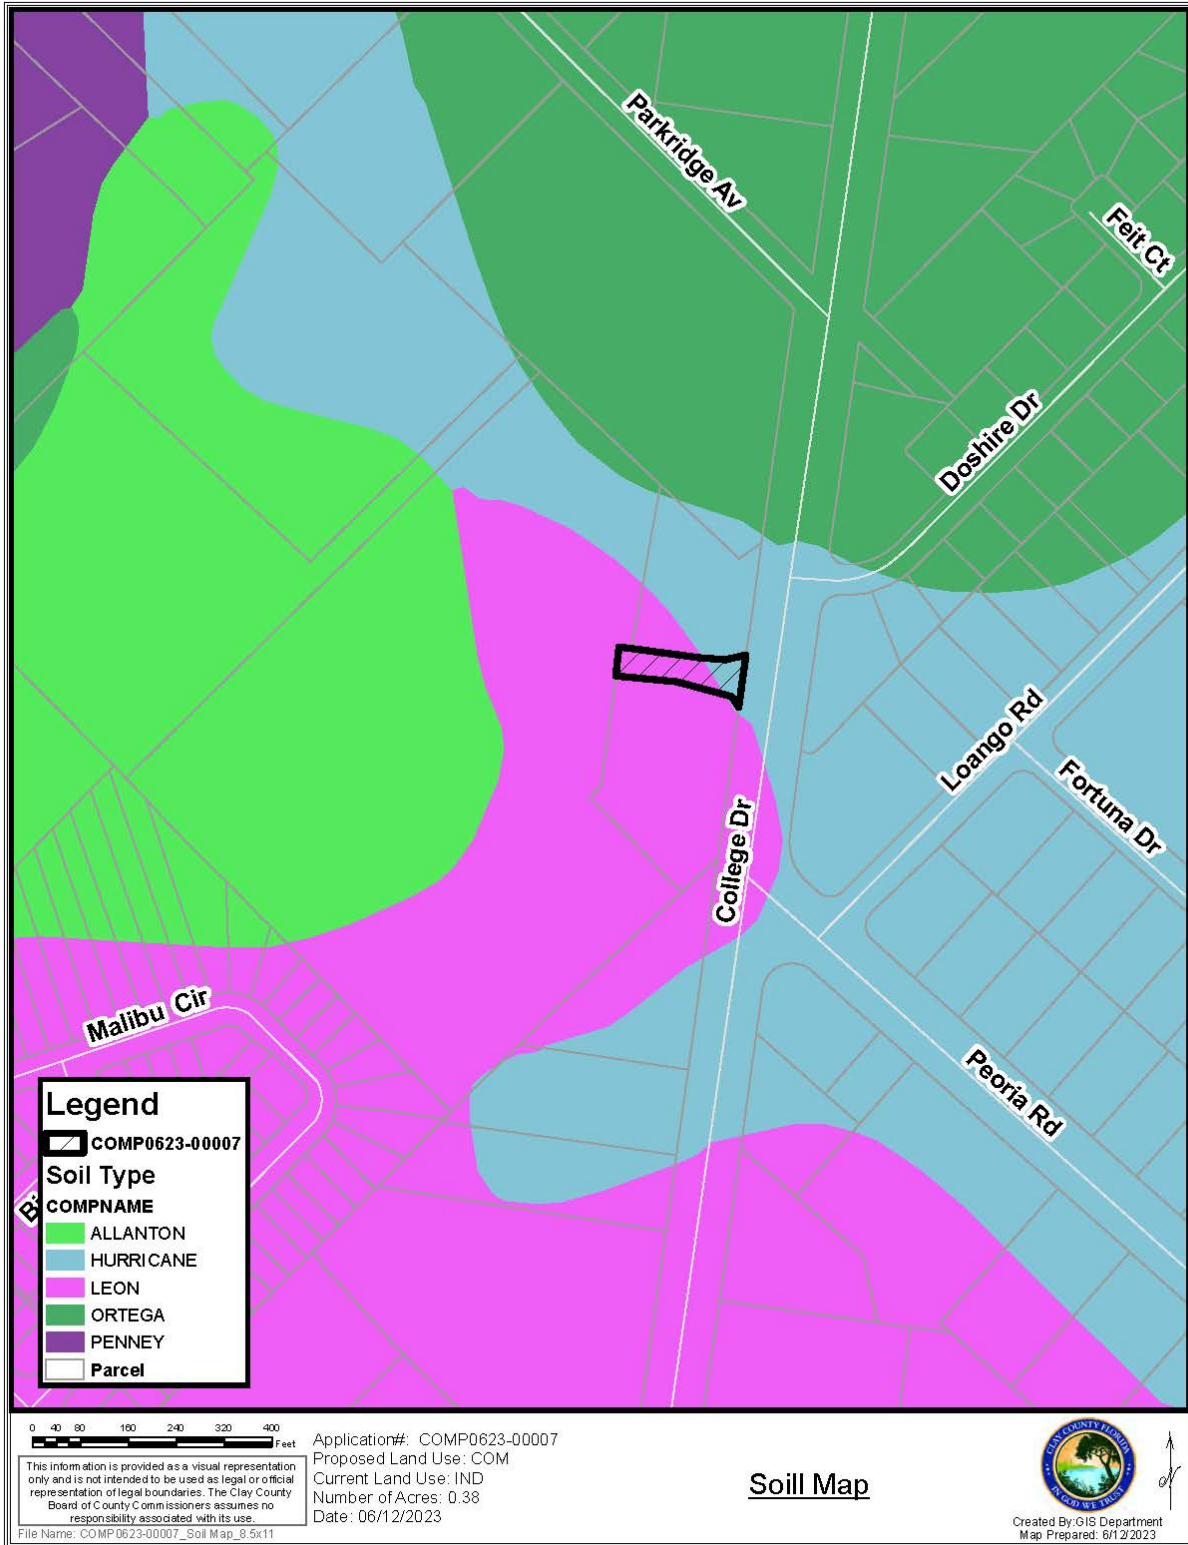 Parkridge Av
Feit Ct
Doshire Dr
Loango Rd
Fortuna Dr
College Dr
Malibu Cir
Peoria Rd
Legend
COMP0623-00007
Soil Type
COMPNAME
ALLANTON
HURRICANE
LEON
ORTEGA
PENNEY
Parcel
0 40 80 160 240 320 400
Feet
This information is provided as a visual representation
only and is not intended to be used as legal or official
representation of legal boundaries. The Clay County
Board of County Commissioners assumes no
responsibility associated with its use.
File Name: COMP0623-00007_Soil Map_8.5x11
Application#: COMP0623-00007
Proposed Land Use: COM
Current Land Use: IND
Number of Acres: 0.38
Date: 06/12/2023
Soill Map
CLAY COUNTY FLORIDA
IN GOD WE TRUST
N
Created By:GIS Department
Map Prepared: 6/12/2023